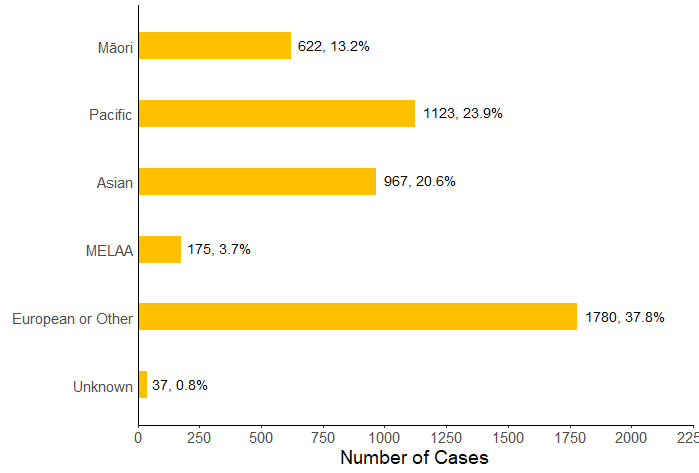 Māori 622, 13.2%
Pacific 1123, 23.9%
Asian 967, 20.6%
MELAA 175, 3.7%
European or Other 1780, 37.8%
Unknown 37, 0.8%
0 250 500 750 1000 1250 1500 1750 2000 225
Number of Cases